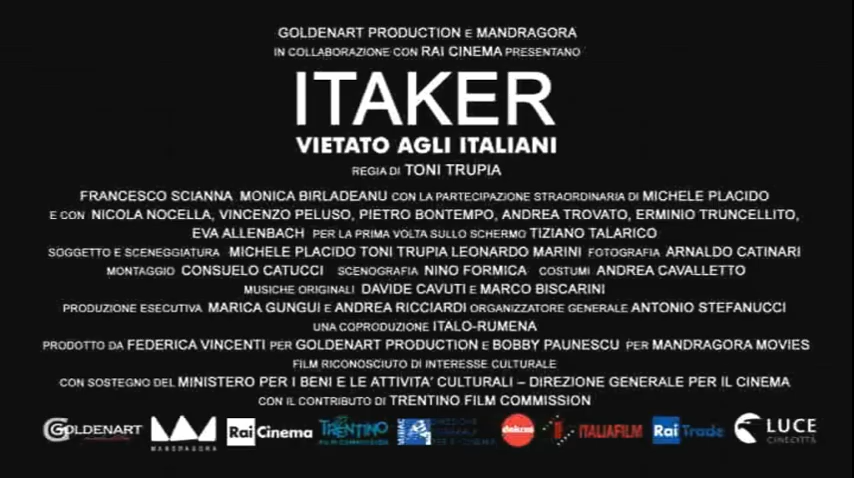 GOLDENART PRODUCTION E MANDRAGORA
IN COLLABORAZIONE CON RAI CINEMA PRESENTANO
ITAKER
VIETATO AGLI ITALIANI
REGIA DI TONI TRUPIA
FRANCESCO SCIANNA MONICA BIRLADEANU CON LA PARTECIPAZIONE STRAORDINARIA DI MICHELE PLACIDO
E CON NICOLA NOCELLA, VINCENZO PELUSO, PIETRO BONTEMPO, ANDREA TROVATO, ERMINIO TRUNCELLITO,
EVA ALLENBACH PER LA PRIMA VOLTA SULLO SCHERMO TIZIANO TALARICO
SOGGETTO E SCENEGGIATURA MICHELE PLACIDO TONI TRUPIA LEONARDO MARINI FOTOGRAFIA ARNALDO CATINARI
MONTAGGIO CONSUELO CATUCCI SCENOGRAFIA NINO FORMICA COSTUMI ANDREA CAVALLETTO
MUSICHE ORIGINALI DAVIDE CAVUTI E MARCO BISCARINI
PRODUZIONE ESECUTIVA MARICA GUNGUI E ANDREA RICCIARDI ORGANIZZATORE GENERALE ANTONIO STEFANUCCI
UNA COPRODUZIONE ITALO-RUMENA
PRODOTTO DA FEDERICA VINCENTI PER GOLDENART PRODUCTION E BOBBY PAUNESCU PER MANDRAGORA MOVIES
FILM RICONOSCIUTO DI INTERESSE CULTURALE
CON SOSTEGNO DEL MINISTERO PER I BENI E LE ATTIVITA' CULTURALI – DIREZIONE GENERALE PER IL CINEMA
CON IL CONTRIBUTO DI TRENTINO FILM COMMISSION
GOLDENART MANDRAGORA Rai Cinema TRENTINO FILM COMMISSION ITALIAFILM Rai Trade LUCE CINECITTÀ